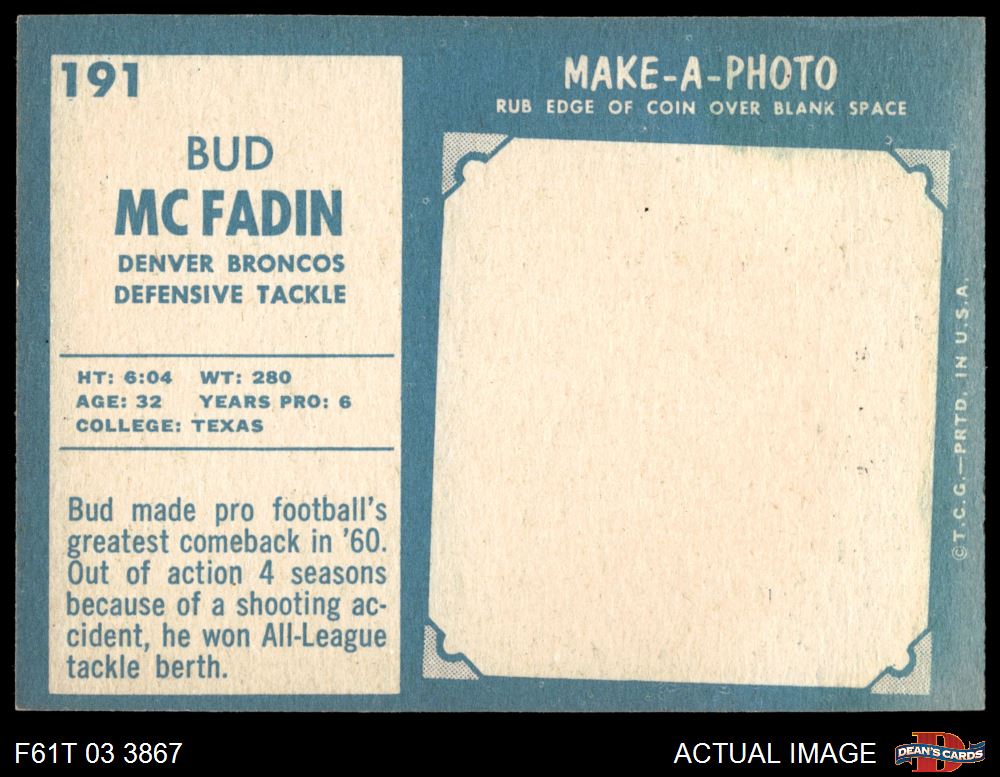 191
BUD
MC FADIN
DENVER BRONCOS
DEFENSIVE TACKLE
HT: 6:04 WT: 280
AGE: 32 YEARS PRO: 6
COLLEGE: TEXAS
Bud made pro football's
greatest comeback in '60.
Out of action 4 seasons
because of a shooting ac-
cident, he won All-League
tackle berth.
MAKE-A-PHOTO
RUB EDGE OF COIN OVER BLANK SPACE
© T.C.G.—PRTD. IN U.S.A.
F61T 03 3867
ACTUAL IMAGE
D
DEAN'S CARDS